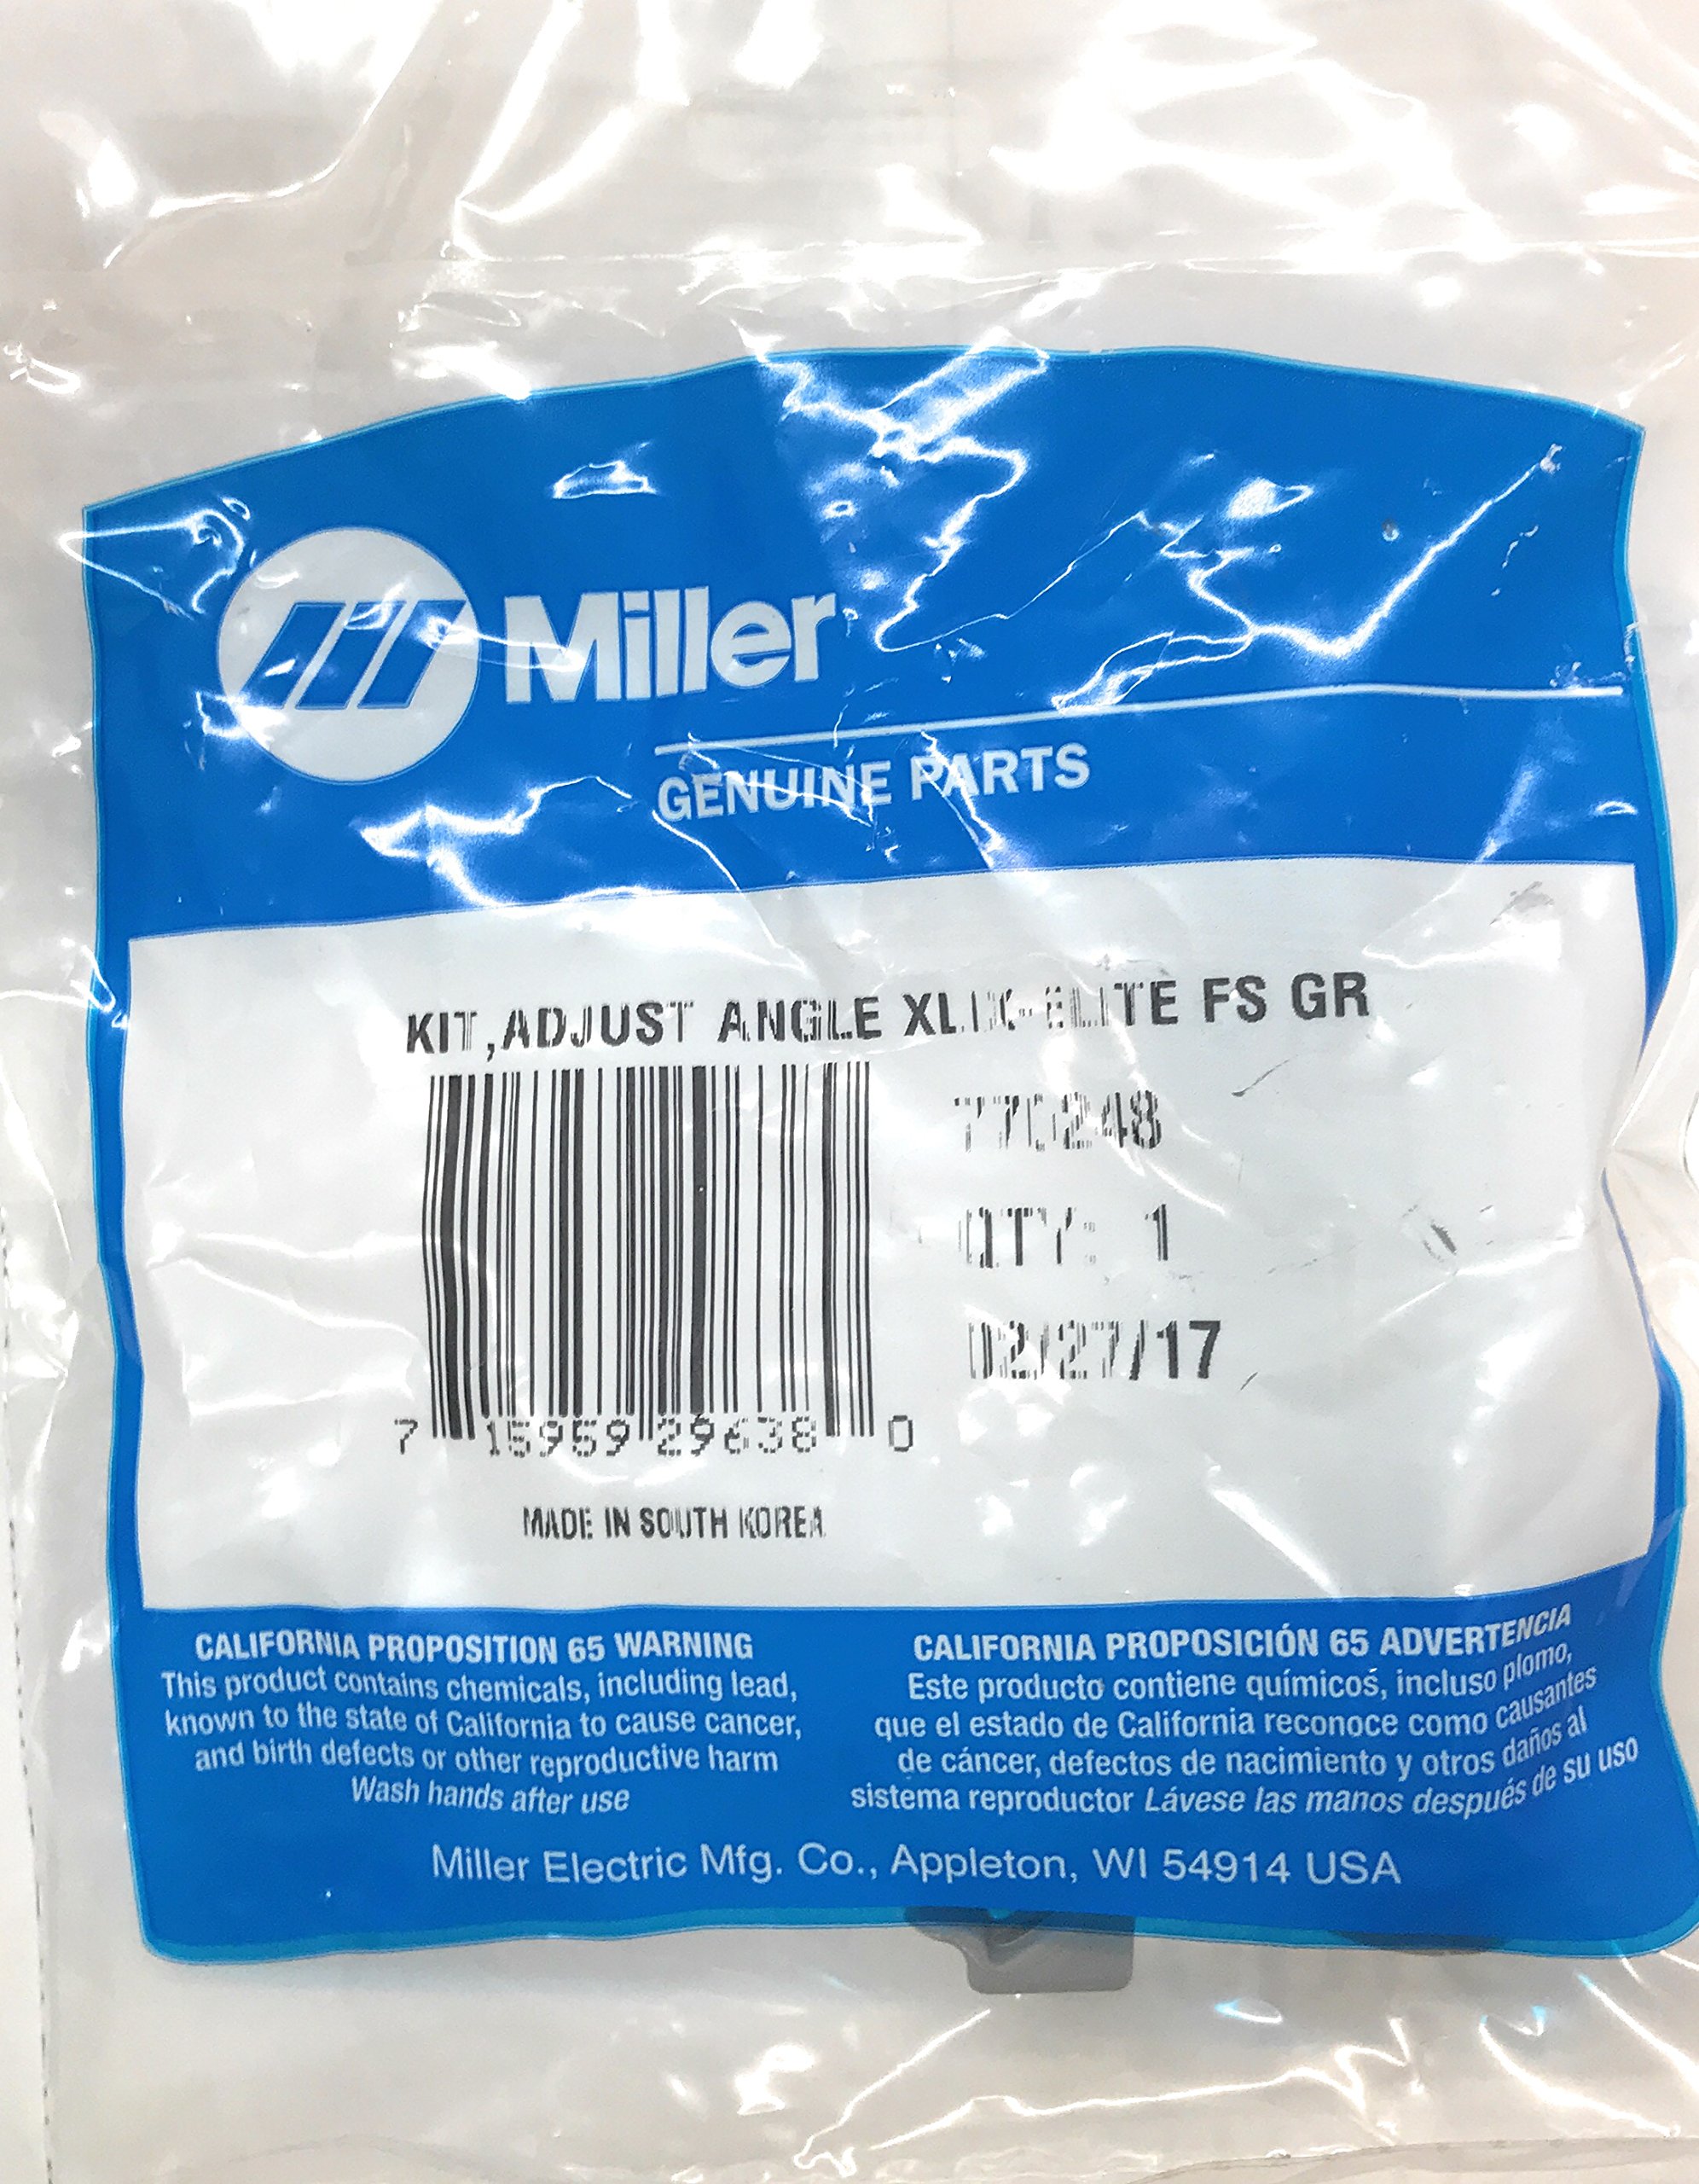 Miller
GENUINE PARTS
KIT,ADJUST ANGLE FS GR
770248
QTY: 1
02/27/17
7 15959 29638 0
MADE IN SOUTH KOREA
CALIFORNIA PROPOSITION 65 WARNING
This product contains chemicals, including lead,
known to the state of California to cause cancer,
and birth defects or other reproductive harm
Wash hands after use
CALIFORNIA PROPOSICIÓN 65 ADVERTENCIA
Este producto contiene químicos, incluso plomo,
que el estado de California reconoce como causantes
de cáncer, defectos de nacimiento y otros daños al
sistema reproductor Lávese las manos después de su uso
Miller Electric Mfg. Co., Appleton, WI 54914 USA